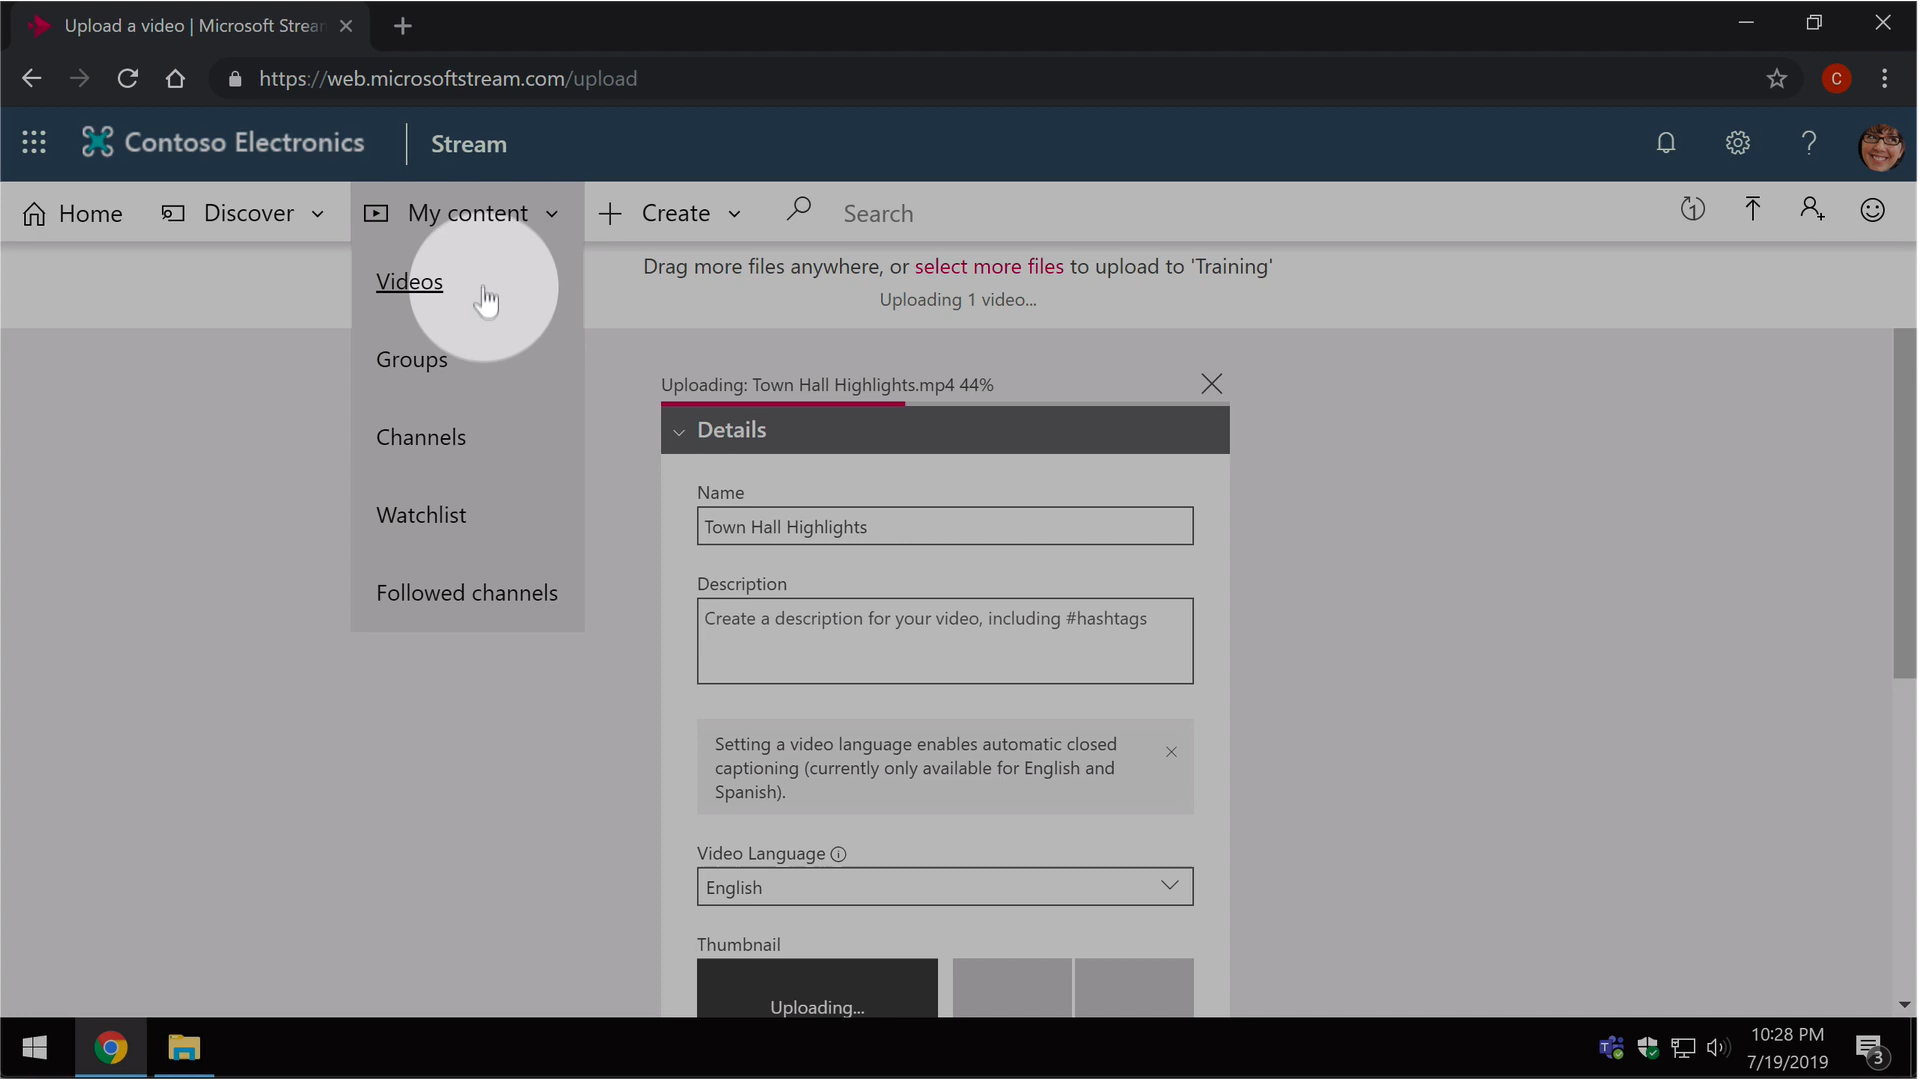 Upload a video | Microsoft Strea
https://web.microsoftstream.com/upload
C
Contoso Electronics
Stream
Home
Discover
My content
Create
Search
1
Videos
Groups
Channels
Watchlist
Followed channels
Drag more files anywhere, or select more files to upload to 'Training'
Uploading 1 video...
Uploading: Town Hall Highlights.mp4 44%
Details
Name
Town Hall Highlights
Description
Create a description for your video, including #hashtags
Setting a video language enables automatic closed
captioning (currently only available for English and
Spanish).
Video Language
English
Thumbnail
Uploading...
10:28 PM
7/19/2019
3